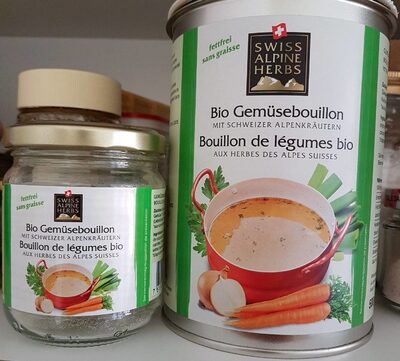 fettfrei
sans graisse
SWISS
ALPINE
HERBS
Bio Gemüsebouillon
MIT SCHWEIZER ALPENKRÄUTERN
Bouillon de légumes bio
AUX HERBES DES ALPES SUISSES
fettfrei
sans graisse
SWISS
ALPINE
HERBS
Bio Gemüsebouillon
MIT SCHWEIZER ALPENKRÄUTERN
Bouillon de légumes bio
AUX HERBES DES ALPES SUISSES